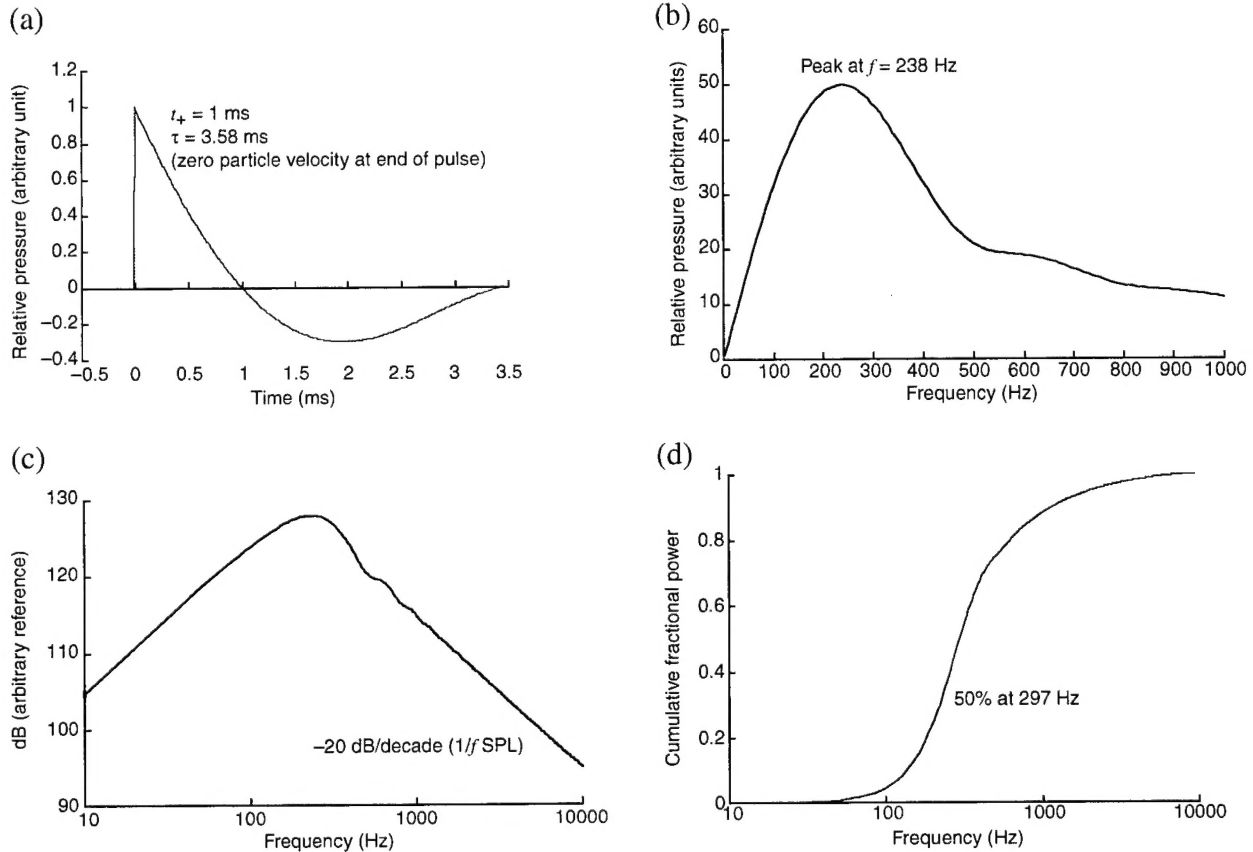 (a)
Relative pressure (arbitrary unit)
1.2
1
0.8
0.6
0.4
0.2
0
−0.2
−0.4
t+ = 1 ms
τ = 3.58 ms
(zero particle velocity at end of pulse)
−0.5 0 0.5 1 1.5 2 2.5 3 3.5
Time (ms)
(b)
Relative pressure (arbitrary units)
60
50
40
30
20
10
0
Peak at f = 238 Hz
0 100 200 300 400 500 600 700 800 900 1000
Frequency (Hz)
(c)
dB (arbitrary reference)
130
120
110
100
90
−20 dB/decade (1/f SPL)
10 100 1000 10000
Frequency (Hz)
(d)
Cumulative fractional power
1
0.8
0.6
0.4
0.2
0
50% at 297 Hz
10 100 1000 10000
Frequency (Hz)